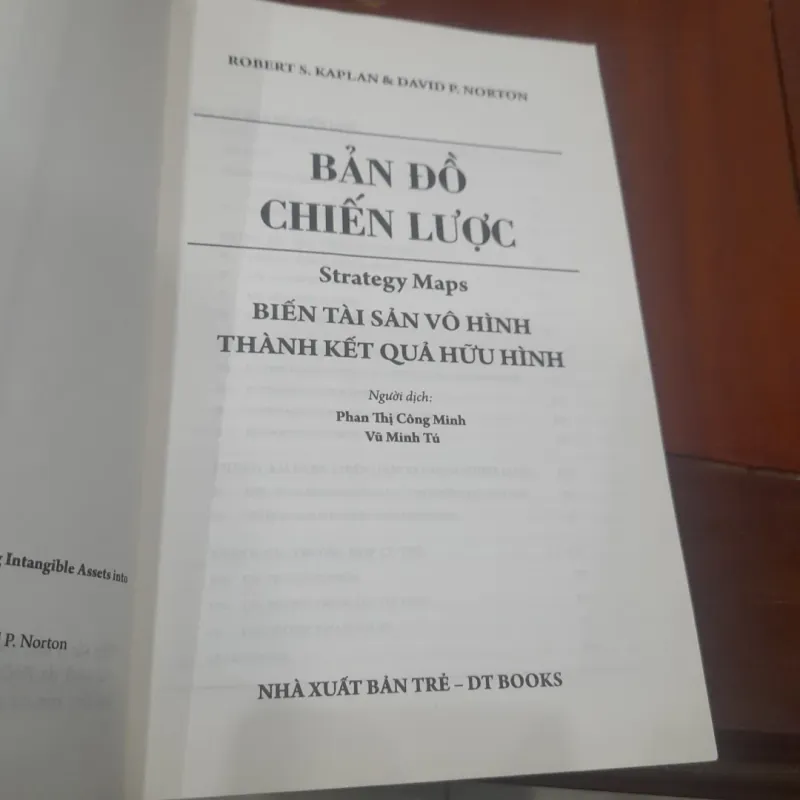 ROBERT S. KAPLAN & DAVID P. NORTON
BẢN ĐỒ
CHIẾN LƯỢC
Strategy Maps
BIẾN TÀI SẢN VÔ HÌNH
THÀNH KẾT QUẢ HỮU HÌNH
Người dịch:
Phan Thị Công Minh
Vũ Minh Tú
NHÀ XUẤT BẢN TRẺ – DT BOOKS
Intangible Assets into
P. Norton